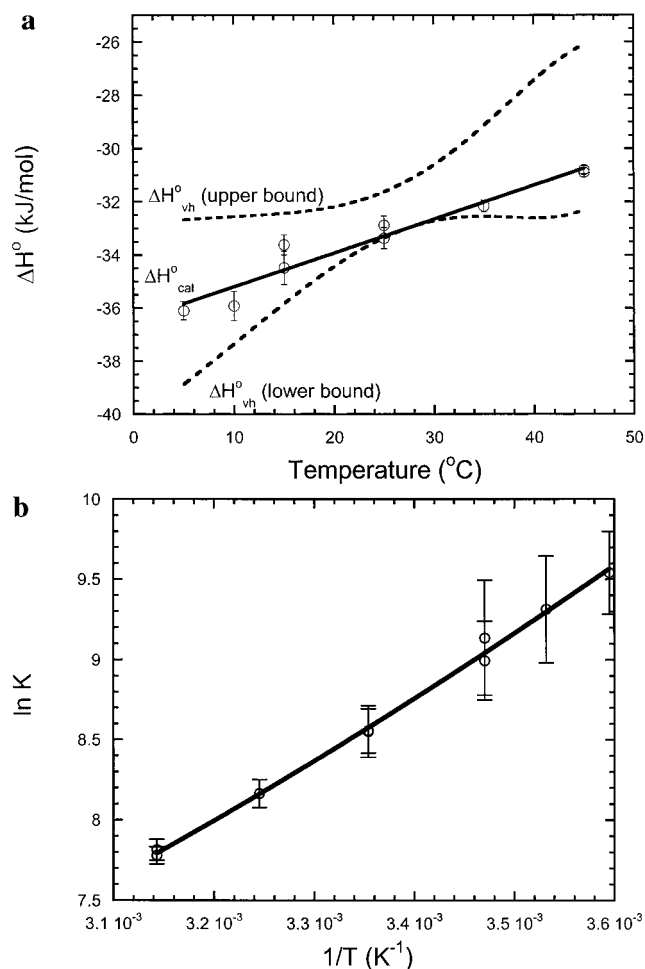 a
-26
-28
-30
-32
-34
-36
-38
-40
ΔH° (kJ/mol)
ΔH°vh (upper bound)
ΔH°cal
ΔH°vh (lower bound)
0 10 20 30 40 50
Temperature (°C)
b
10
9.5
9
8.5
8
7.5
ln K
3.1 10⁻³ 3.2 10⁻³ 3.3 10⁻³ 3.4 10⁻³ 3.5 10⁻³ 3.6 10⁻³
1/T (K⁻¹)